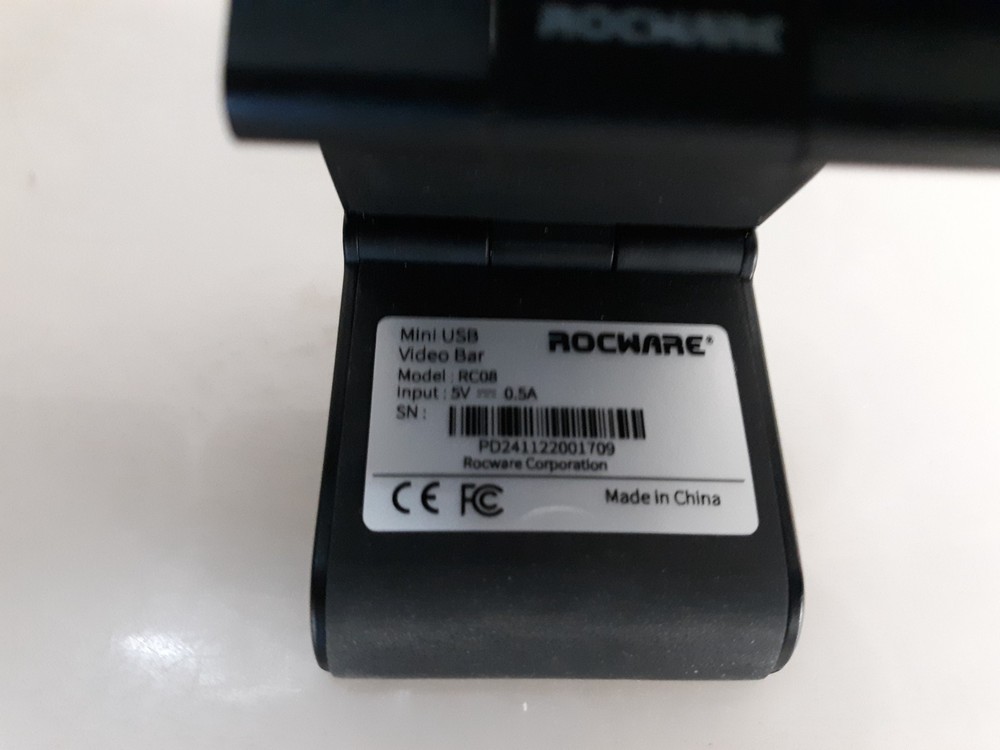 ROCWARE
Mini USB
Video Bar
ROCWARE®
Model : RC08
Input : 5V ⎓ 0.5A
SN :
PD241122001709
Rocware Corporation
CE FC
Made in China